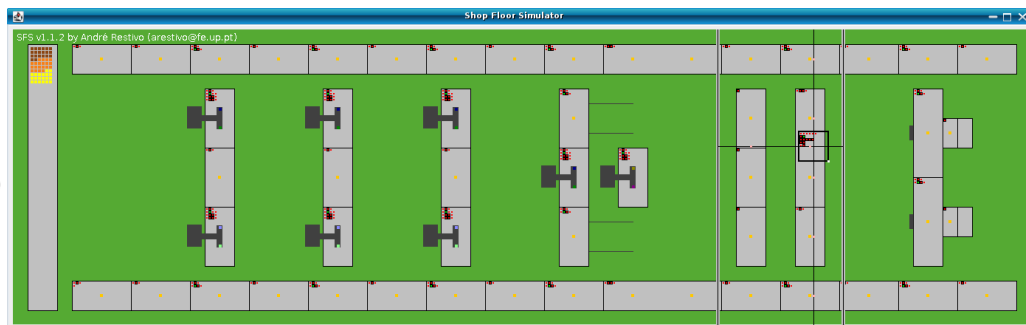 Shop Floor Simulator
SFS v1.1.2 by André Restivo (arestivo@fe.up.pt)